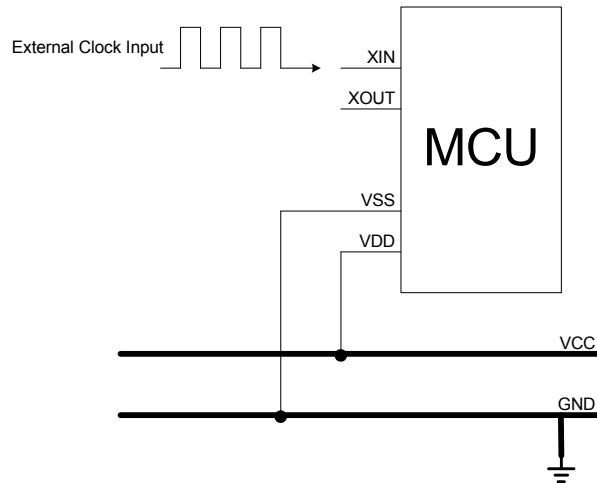 External Clock Input
XIN
XOUT
MCU
VSS
VDD
VCC
GND